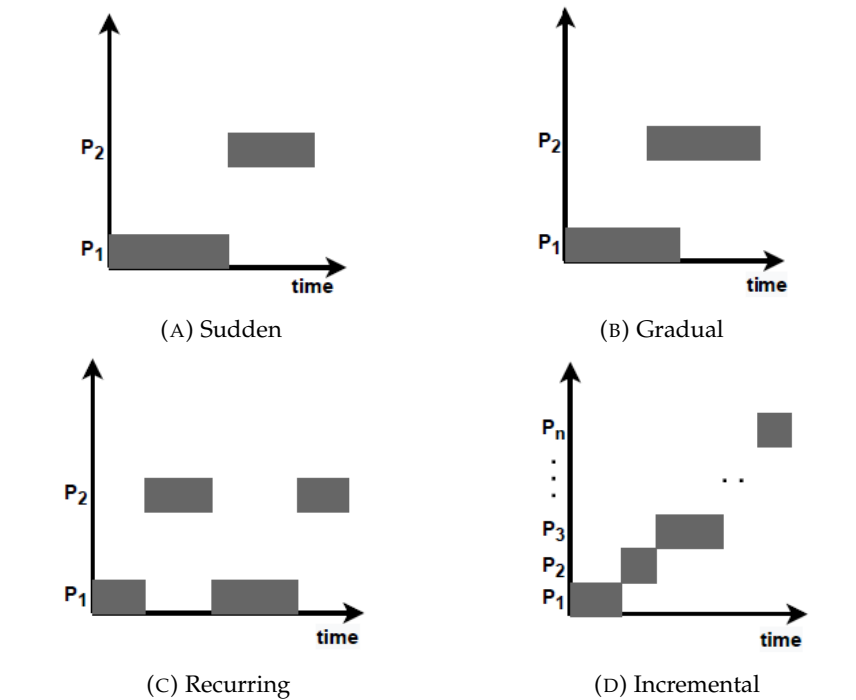 P2
P1
time
(A) Sudden
P2
P1
time
(B) Gradual
P2
P1
time
(C) Recurring
Pn
P3
P2
P1
time
(D) Incremental